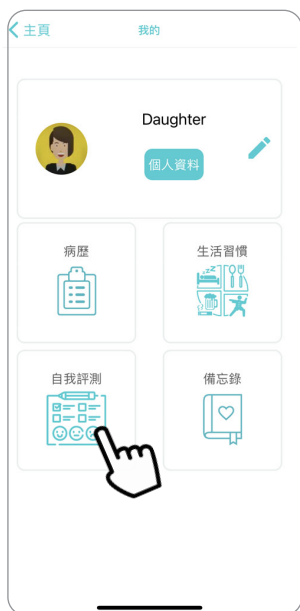 主頁
我的
Daughter
個人資料
病歷
生活習慣
自我評測
備忘錄